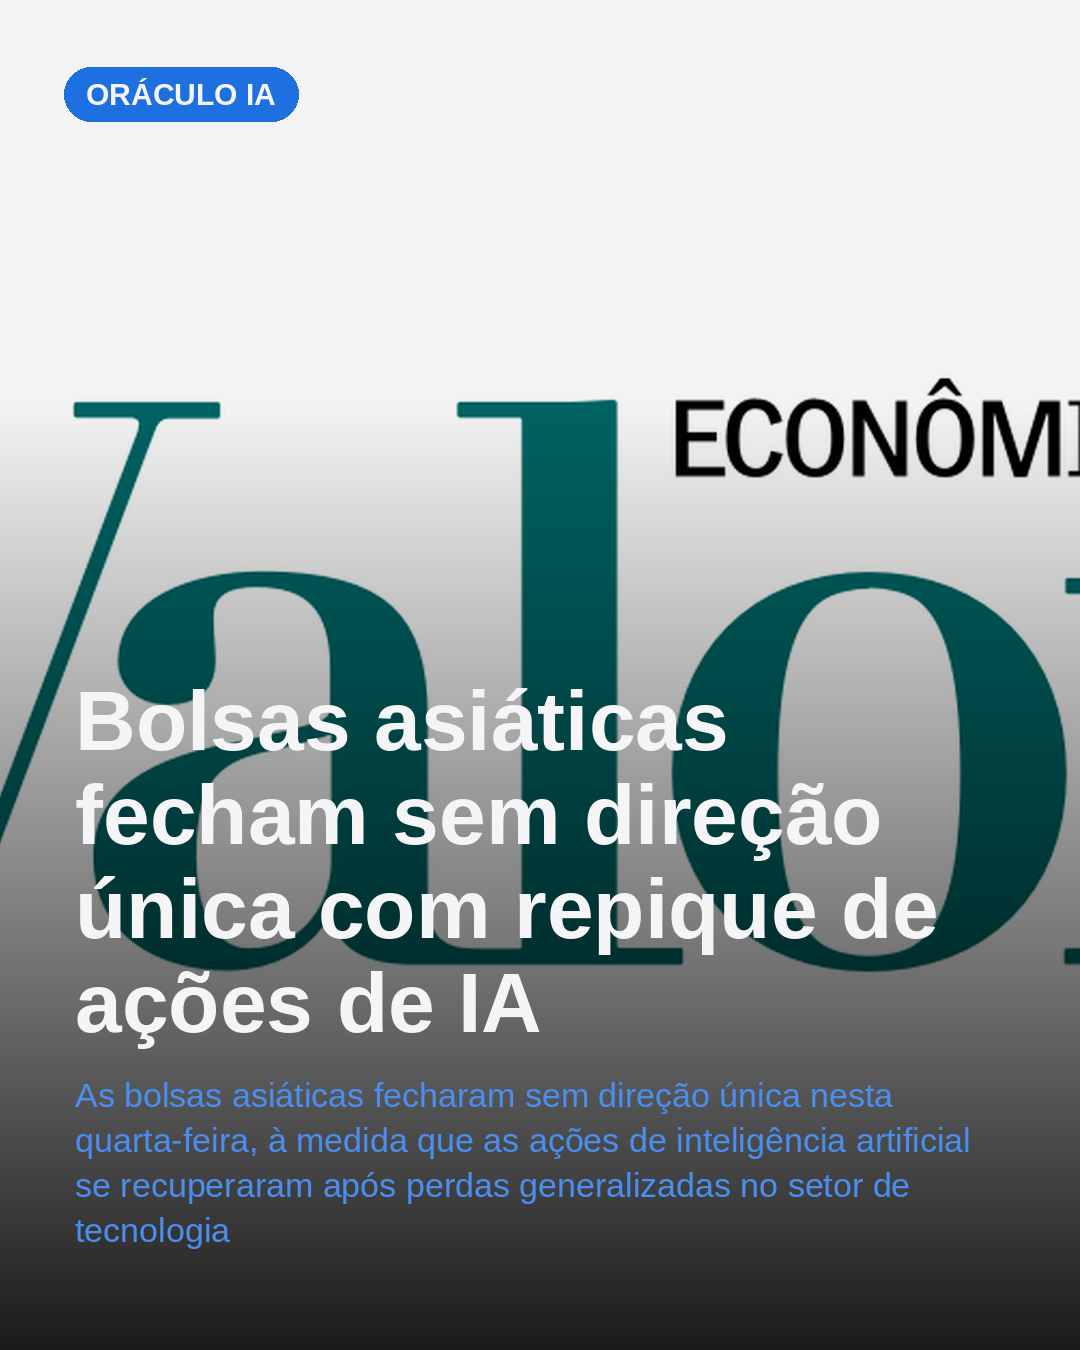 ORÁCULO IA
ECONÔMI
Valor
Bolsas asiáticas
fecham sem direção
única com repique de
ações de IA
As bolsas asiáticas fecharam sem direção única nesta
quarta-feira, à medida que as ações de inteligência artificial
se recuperaram após perdas generalizadas no setor de
tecnologia